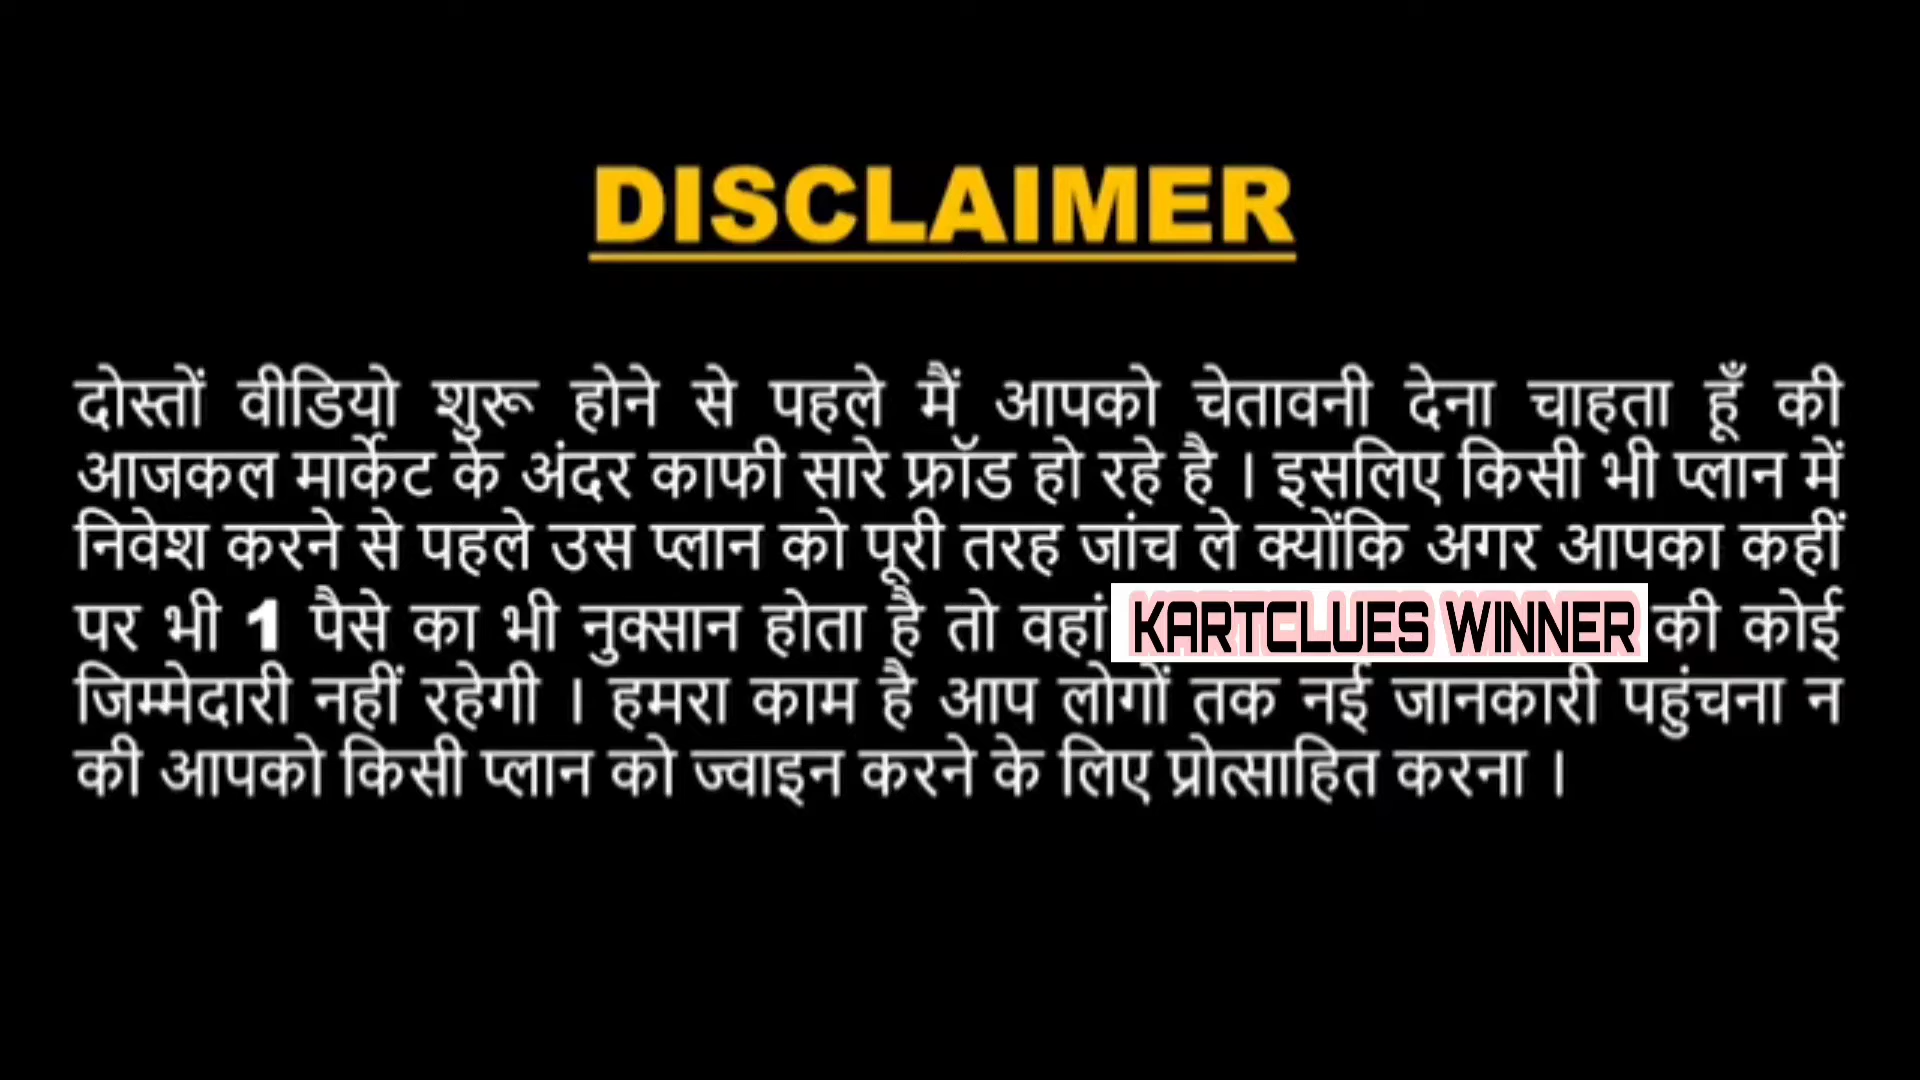 DISCLAIMER
दोस्तों वीडियो शुरू होने से पहले मैं आपको चेतावनी देना चाहता हूँ की
आजकल मार्केट के अंदर काफी सारे फ्रॉड हो रहे है । इसलिए किसी भी प्लान में
निवेश करने से पहले उस प्लान को पूरी तरह जांच ले क्योंकि अगर आपका कहीं
पर भी 1 पैसे का भी नुक्सान होता है तो वहां KARTCLUES WINNER की कोई
जिम्मेदारी नहीं रहेगी । हमरा काम है आप लोगों तक नई जानकारी पहुंचना न
की आपको किसी प्लान को ज्वाइन करने के लिए प्रोत्साहित करना ।